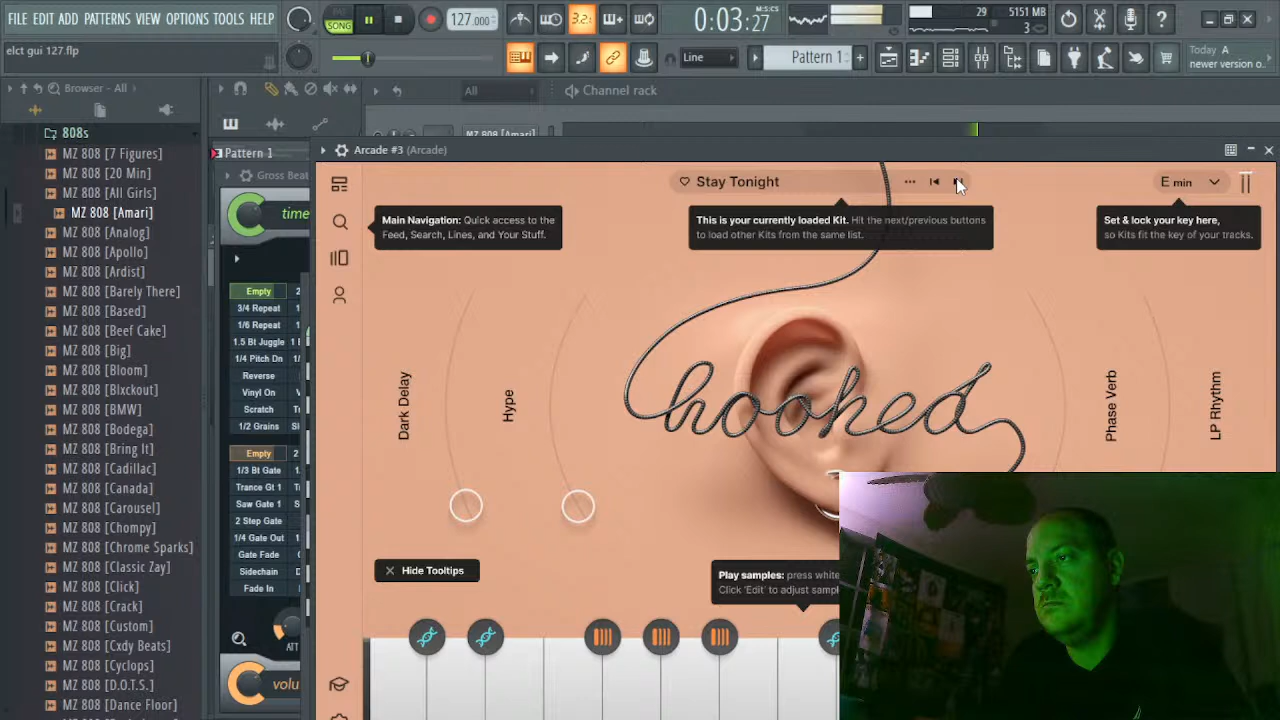 FILE EDIT ADD PATTERNS VIEW OPTIONS TOOLS HELP
elct gui 127.flp
SONG
127.000
3.2
0:03:27
M:S:CS
29
5151 MB
3
Line
Pattern 1
Today A
newer version o..
Browser - All
All
Channel rack
808s
MZ 808 [7 Figures]
MZ 808 [20 Min]
MZ 808 [All Girls]
MZ 808 [Amari]
MZ 808 [Analog]
MZ 808 [Apollo]
MZ 808 [Ardist]
MZ 808 [Barely There]
MZ 808 [Based]
MZ 808 [Beef Cake]
MZ 808 [Big]
MZ 808 [Bloom]
MZ 808 [Blxckout]
MZ 808 [BMW]
MZ 808 [Bodega]
MZ 808 [Bring It]
MZ 808 [Cadillac]
MZ 808 [Canada]
MZ 808 [Carousel]
MZ 808 [Chompy]
MZ 808 [Chrome Sparks]
MZ 808 [Classic Zay]
MZ 808 [Click]
MZ 808 [Crack]
MZ 808 [Custom]
MZ 808 [Cxdy Beats]
MZ 808 [Cyclops]
MZ 808 [D.O.T.S.]
MZ 808 [Dance Floor]
Pattern 1
Gross Beat
time
Empty
3/4 Repeat
1/6 Repeat
1.5 Bt Juggle
1/4 Pitch Dn
Reverse
Vinyl On
Scratch
1/2 Grains
Empty
1/3 Bt Gate
Trance Gt 1
Saw Gate 1
2 Step Gate
1/4 Gate Out
Gate Fade
Sidechain
Fade In
ATT
volu
MZ 808 [Amari]
Arcade #3 (Arcade)
Stay Tonight
E min
Main Navigation: Quick access to the
Feed, Search, Lines, and Your Stuff.
This is your currently loaded Kit. Hit the next/previous buttons
to load other Kits from the same list.
Set & lock your key here,
so Kits fit the key of your tracks.
hooked
Dark Delay
Hype
Phase Verb
LP Rhythm
Hide Tooltips
Play samples: press white
Click 'Edit' to adjust sampl